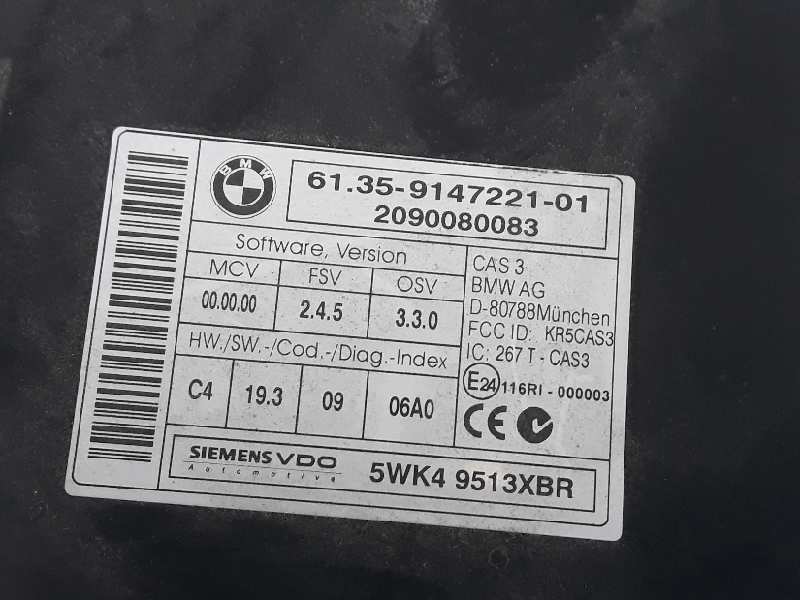 BMW
61.35-9147221-01
2090080083
Software, Version
MCV FSV OSV
00.00.00 2.4.5 3.3.0
HW./SW.-/Cod.-/Diag.-Index
C4 19.3 09 06A0
CAS 3
BMW AG
D-80788München
FCC ID: KR5CAS3
IC: 267 T - CAS3
E24 116RI - 000003
CE
SIEMENS VDO
Automotive
5WK4 9513XBR